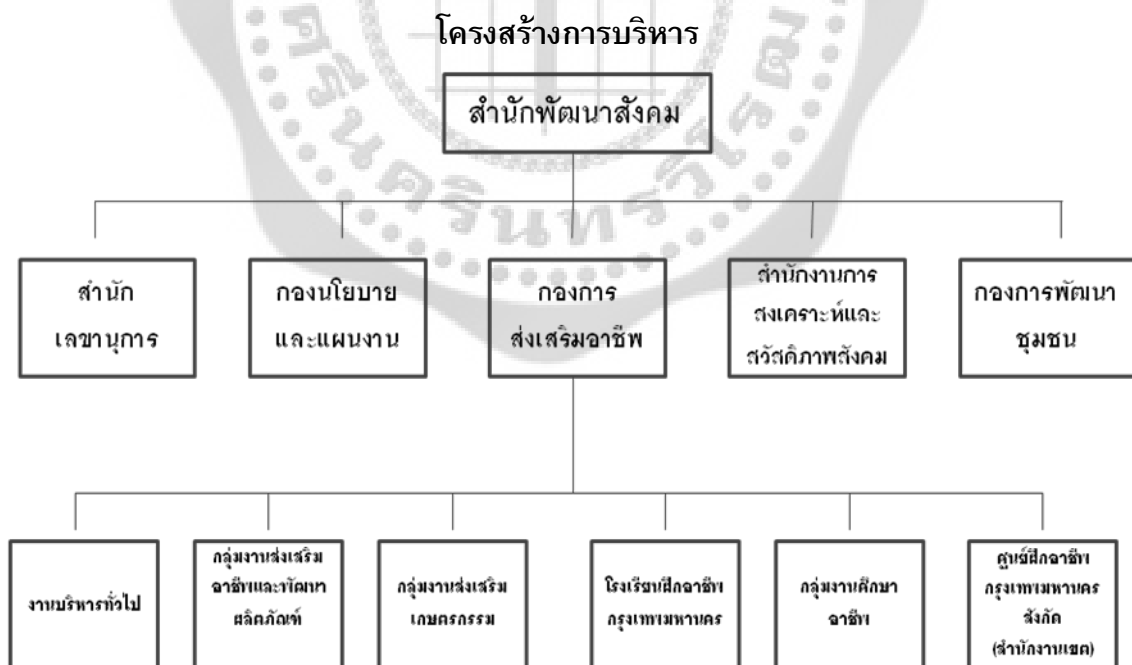 โครงสร้างการบริหาร
สำนักพัฒนาสังคม
สำนัก
เลขานุการ
กองนโยบาย
และแผนงาน
กองการ
ส่งเสริมอาชีพ
สำนักงานการ
สงเคราะห์และ
สวัสดิภาพสังคม
กองการพัฒนา
ชุมชน
งานบริหารทั่วไป
กลุ่มงานส่งเสริม
อาชีพและพัฒนา
ผลิตภัณฑ์
กลุ่มงานส่งเสริม
เกษตรกรรม
โรงเรียนฝึกอาชีพ
กรุงเทพมหานคร
กลุ่มงานศึกษา
อาชีพ
ศูนย์ฝึกอาชีพ
กรุงเทพมหานคร
สังกัด
(สำนักงานเขต)